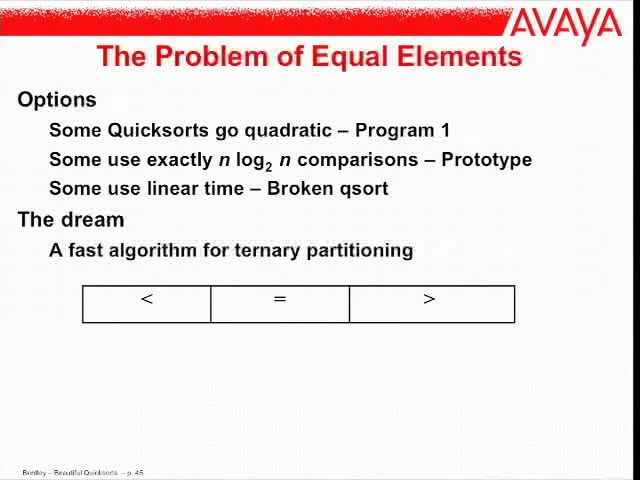 AVAYA
The Problem of Equal Elements
Options
Some Quicksorts go quadratic – Program 1
Some use exactly n log2 n comparisons – Prototype
Some use linear time – Broken qsort
The dream
A fast algorithm for ternary partitioning
< = >
Bentley – Beautiful Quicksorts – p. 45